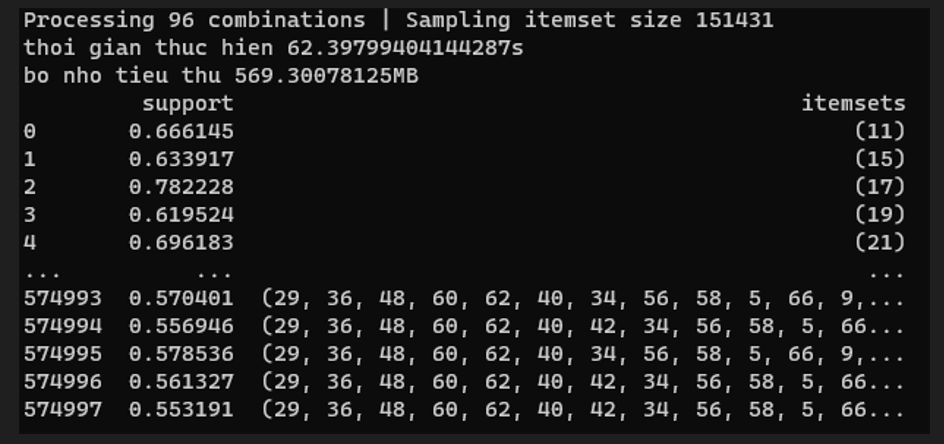 Processing 96 combinations | Sampling itemset size 151431
thoi gian thuc hien 62.39799404144287s
bo nho tieu thu 569.30078125MB
support itemsets
0 0.666145 (11)
1 0.633917 (15)
2 0.782228 (17)
3 0.619524 (19)
4 0.696183 (21)
... ... ...
574993 0.570401 (29, 36, 48, 60, 62, 40, 34, 56, 58, 5, 66, 9,...
574994 0.556946 (29, 36, 48, 60, 62, 40, 42, 34, 56, 58, 5, 66...
574995 0.578536 (29, 36, 48, 60, 62, 40, 34, 56, 58, 5, 66, 9,...
574996 0.561327 (29, 36, 48, 60, 62, 40, 42, 34, 56, 58, 5, 66...
574997 0.553191 (29, 36, 48, 60, 62, 40, 42, 34, 56, 58, 5, 66...